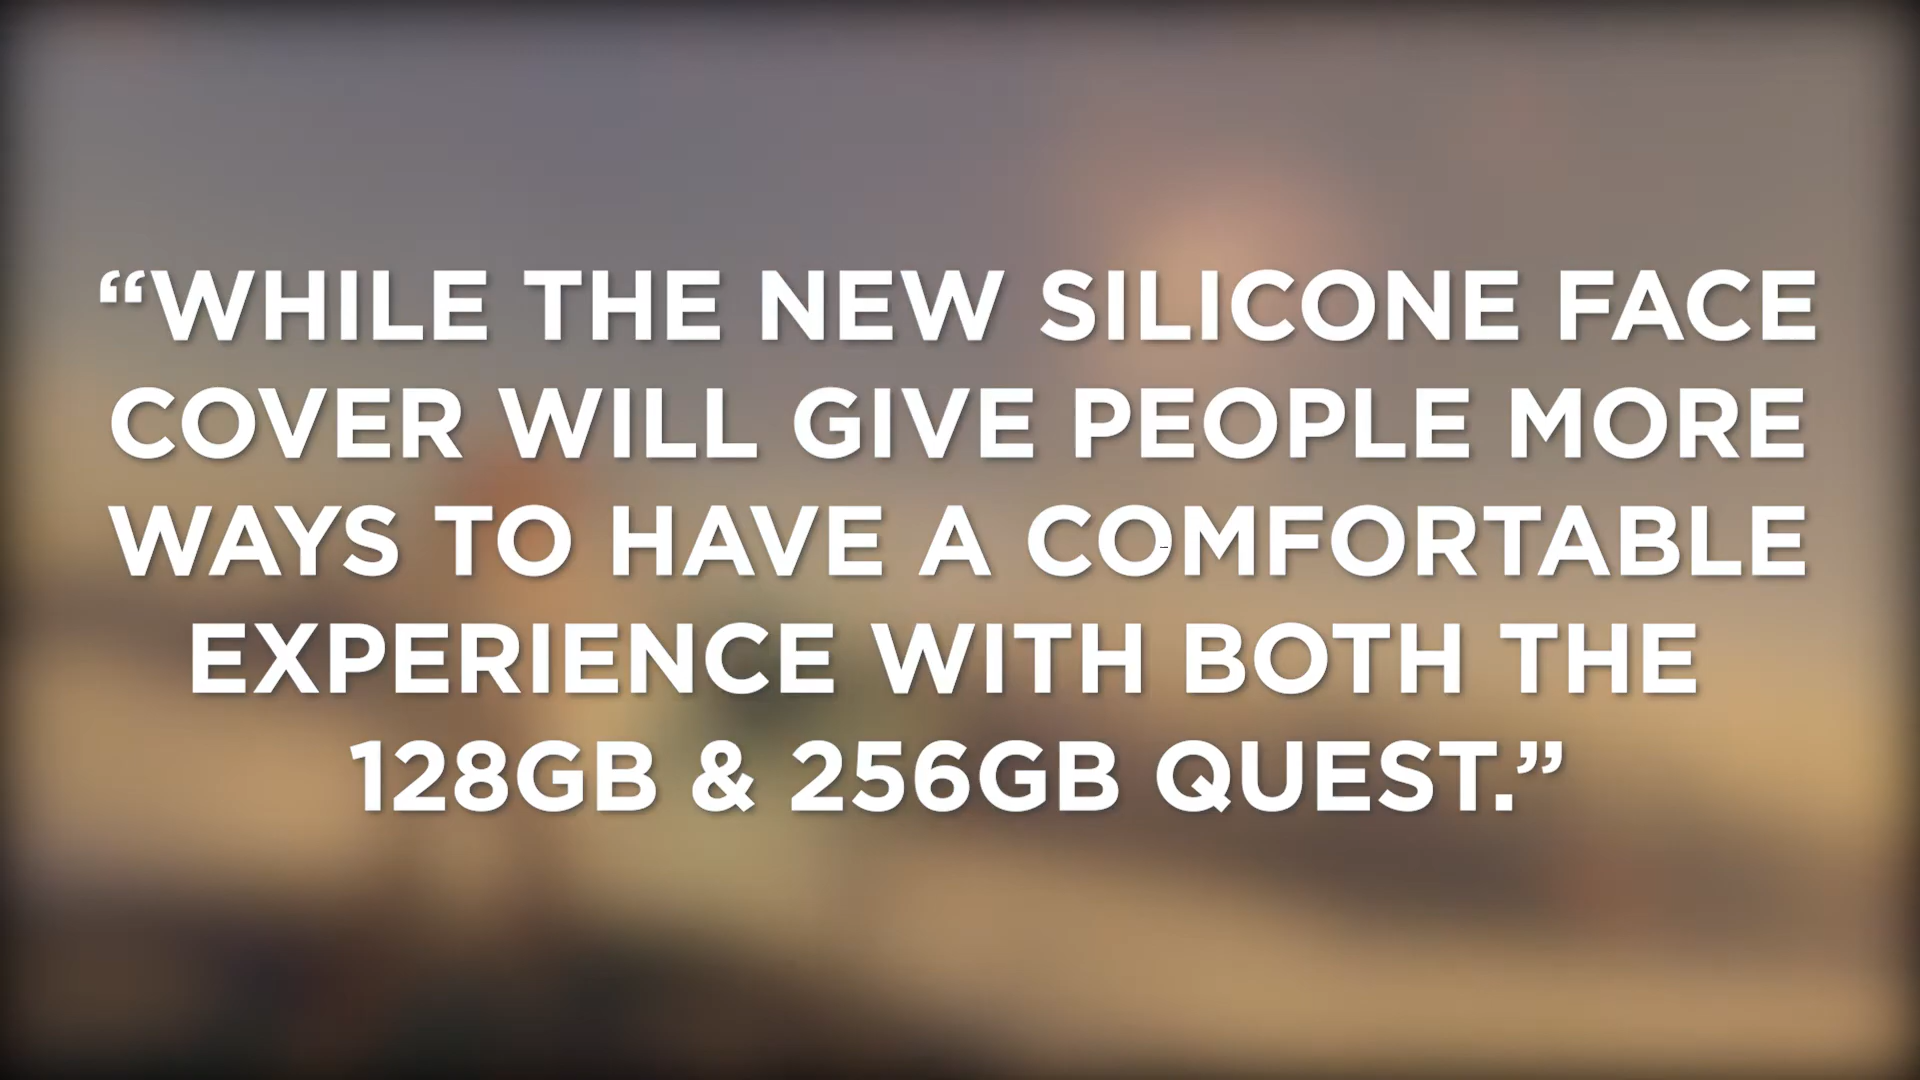 “WHILE THE NEW SILICONE FACE
COVER WILL GIVE PEOPLE MORE
WAYS TO HAVE A COMFORTABLE
EXPERIENCE WITH BOTH THE
128GB & 256GB QUEST.”